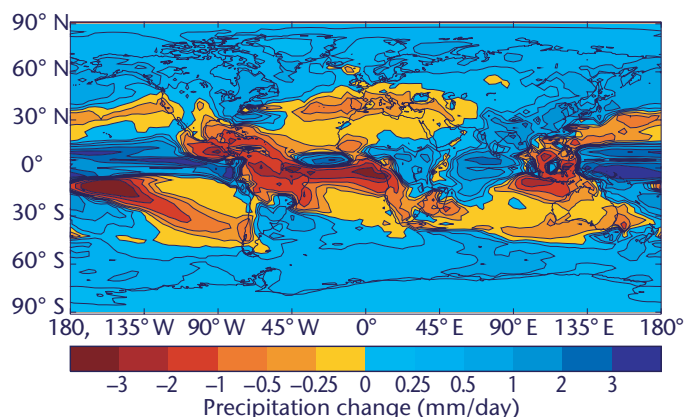 90° N
60° N
30° N
0°
30° S
60° S
90° S
180, 135° W 90° W 45° W 0° 45° E 90° E 135° E 180°
−3 −2 −1 −0.5 −0.25 0 0.25 0.5 1 2 3
Precipitation change (mm/day)